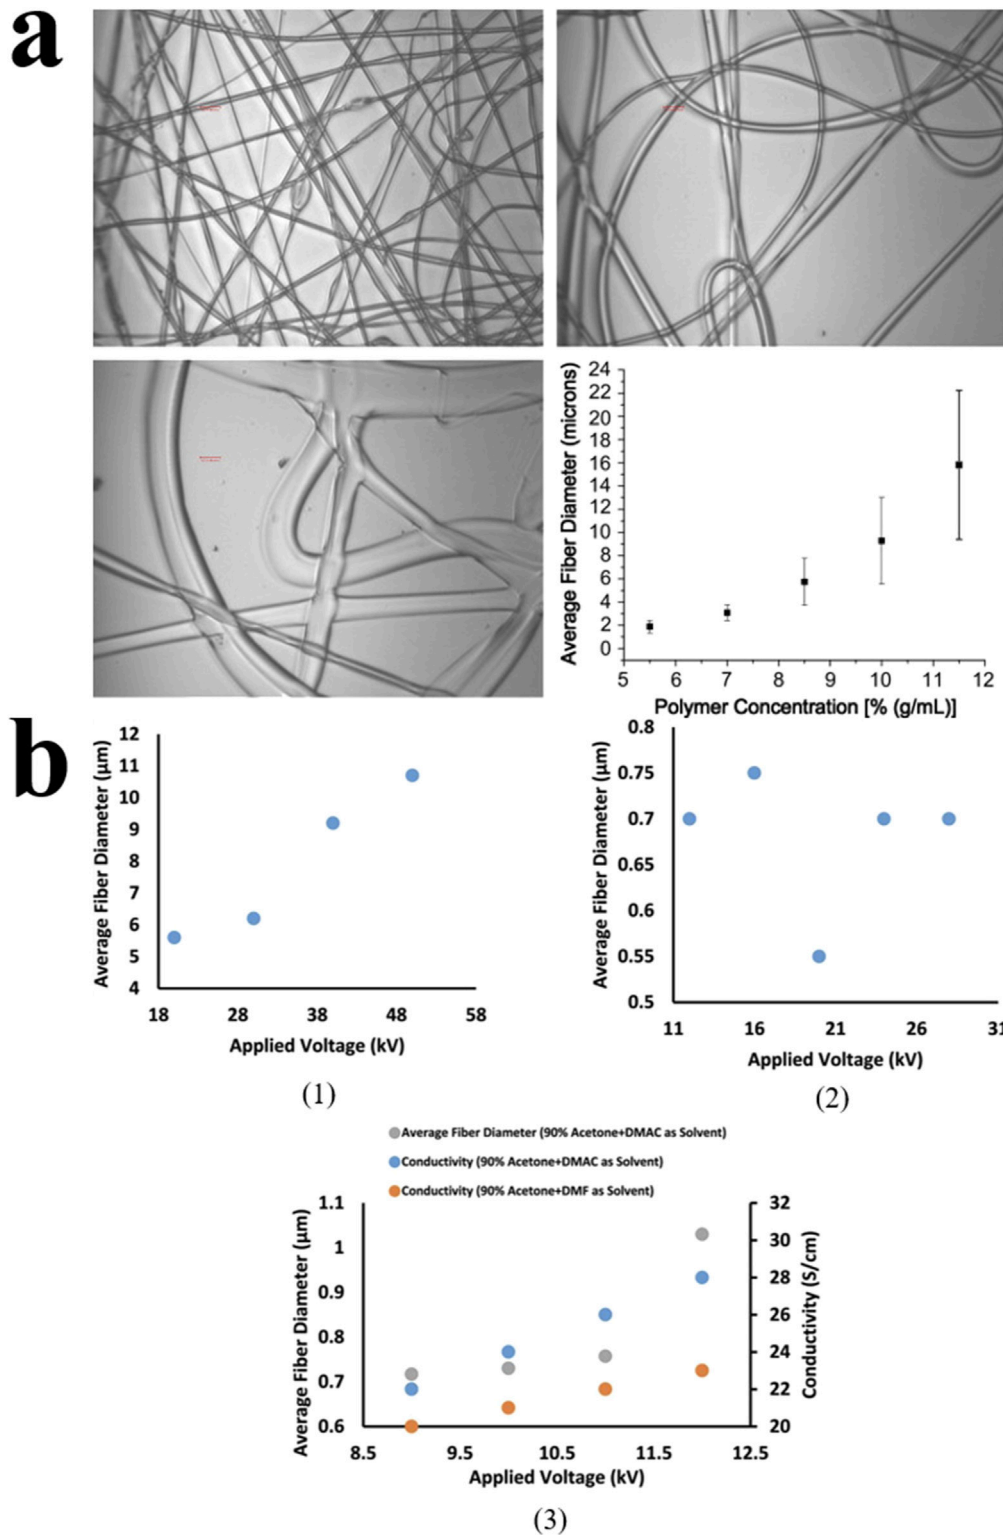 a
Average Fiber Diameter (microns)
24
22
20
18
16
14
12
10
8
6
4
2
0
5 6 7 8 9 10 11 12
Polymer Concentration [% (g/mL)]
b
Average Fiber Diameter (µm)
12
11
10
9
8
7
6
5
4
18 28 38 48 58
Applied Voltage (kV)
(1)
Average Fiber Diameter (µm)
0.8
0.75
0.7
0.65
0.6
0.55
0.5
11 16 21 26 31
Applied Voltage (kV)
(2)
Average Fiber Diameter (90% Acetone+DMAC as Solvent)
Conductivity (90% Acetone+DMAC as Solvent)
Conductivity (90% Acetone+DMF as Solvent)
Average Fiber Diameter (µm)
1.1
1
0.9
0.8
0.7
0.6
8.5 9.5 10.5 11.5 12.5
Applied Voltage (kV)
32
30
28
26
24
22
20
Conductivity (S/cm)
(3)